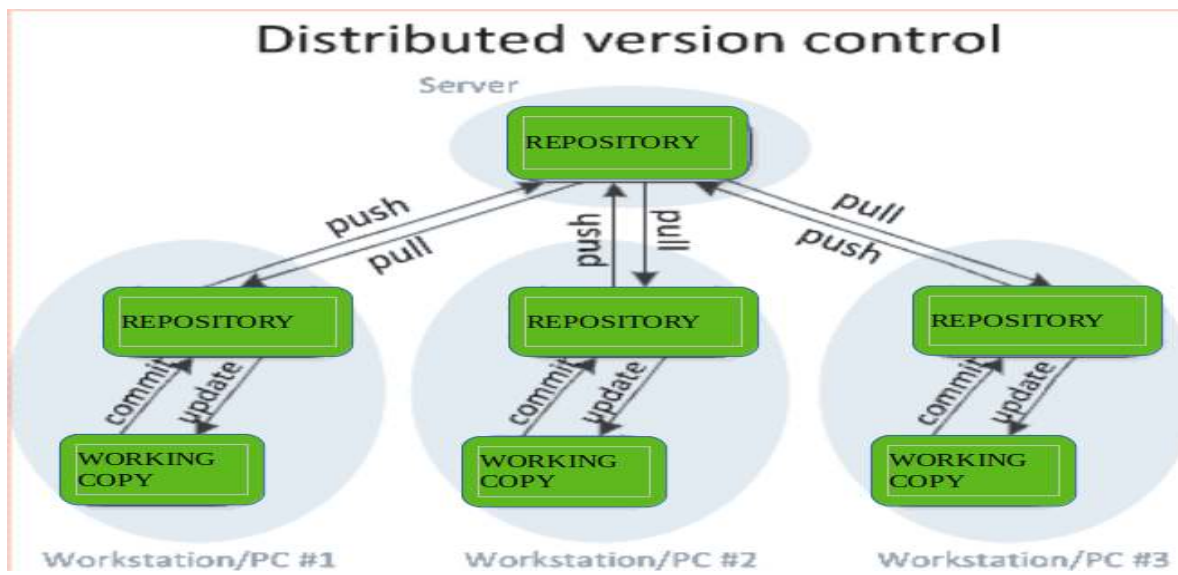 Distributed version control
Server
REPOSITORY
push
pull
push
pull
pull
push
REPOSITORY
REPOSITORY
REPOSITORY
commit
update
commit
update
commit
update
WORKING
COPY
WORKING
COPY
WORKING
COPY
Workstation/PC #1
Workstation/PC #2
Workstation/PC #3